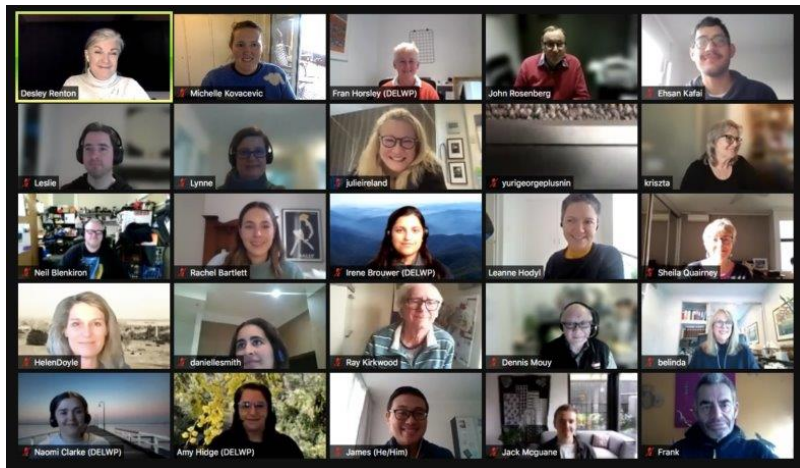 Desley Renton
Michelle Kovacevic
Fran Horsley (DELWP)
John Rosenberg
Ehsan Kafai
Leslie
Lynne
julieireland
yurigeorgeplusnin
kriszta
Neil Blenkiron
Rachel Bartlett
Irene Brouwer (DELWP)
Leanne Hodyl
Sheila Quairney
HelenDoyle
daniellesmith
Ray Kirkwood
Dennis Mouy
belinda
Naomi Clarke (DELWP)
Amy Hidge (DELWP)
James (He/Him)
Jack Mcguane
Frank